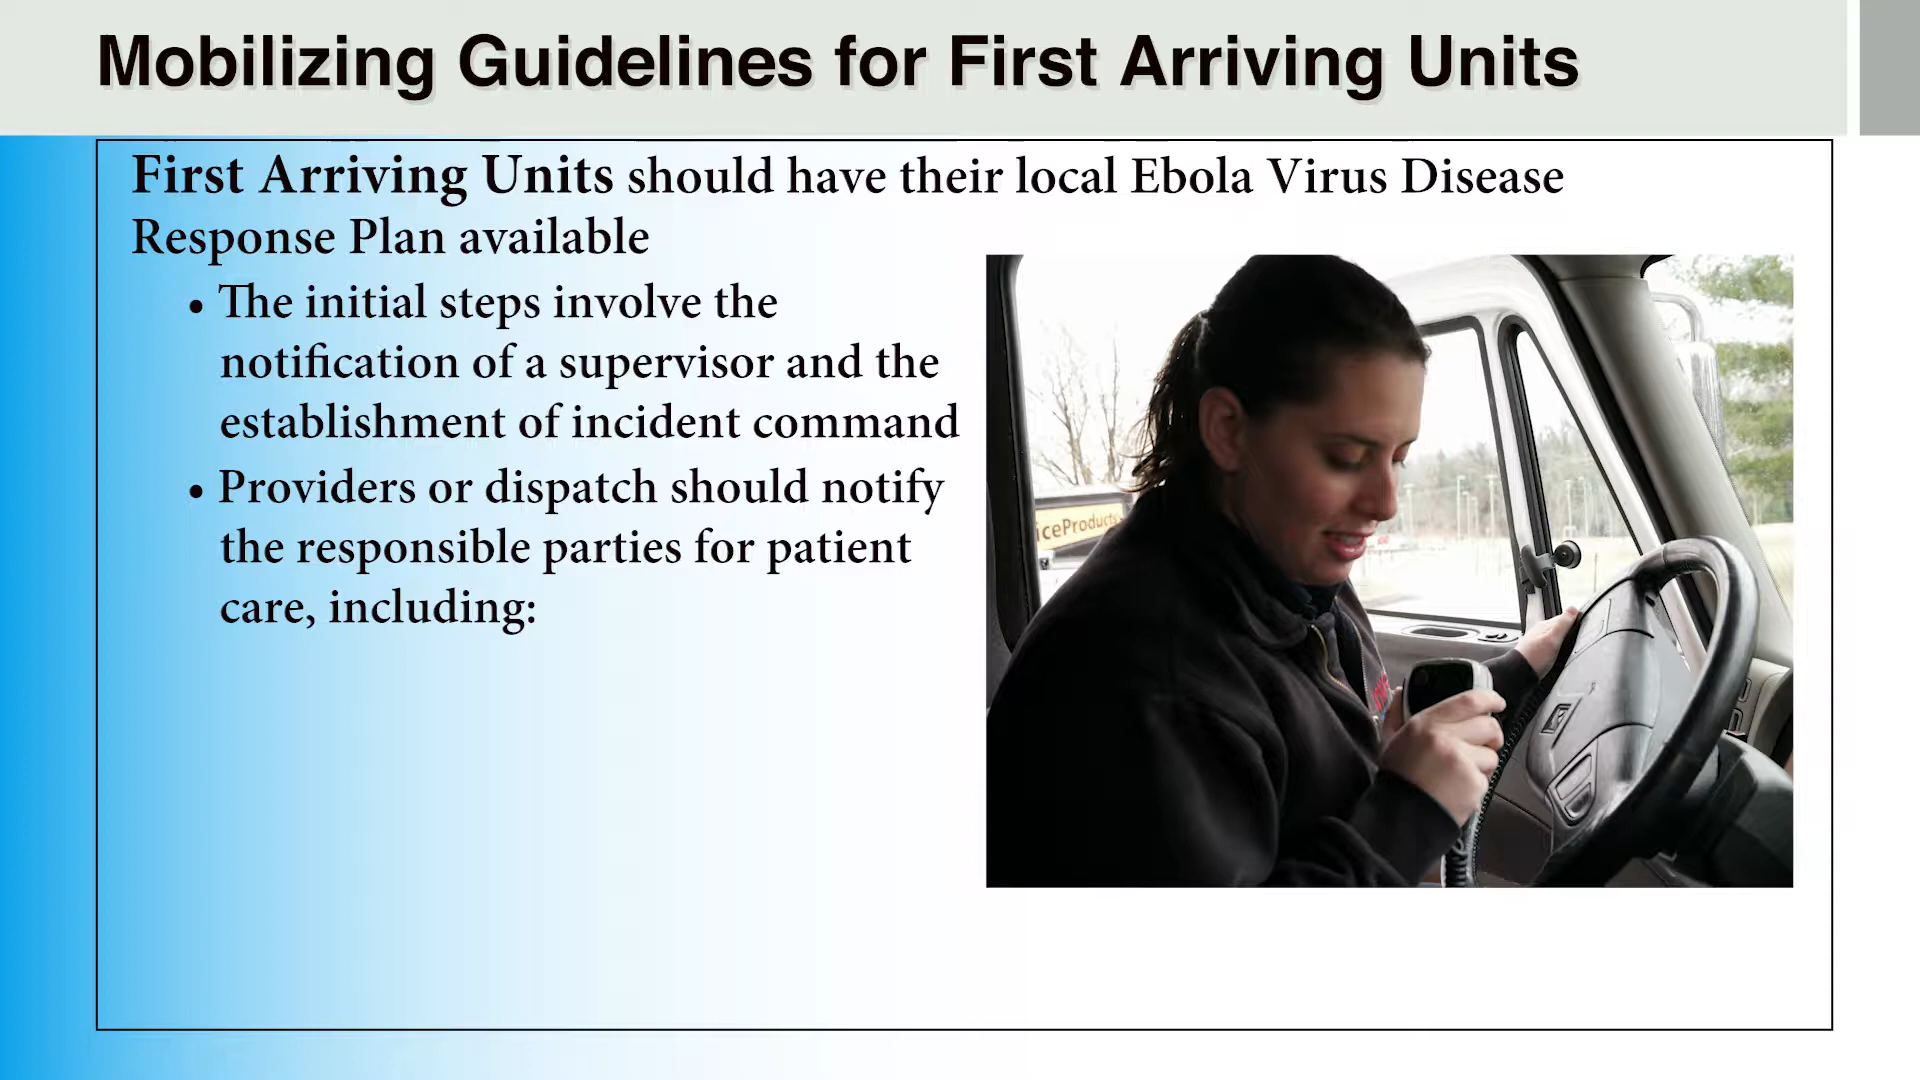 Mobilizing Guidelines for First Arriving Units
First Arriving Units should have their local Ebola Virus Disease
Response Plan available
• The initial steps involve the
notification of a supervisor and the
establishment of incident command
• Providers or dispatch should notify
the responsible parties for patient
care, including:
iceProducts